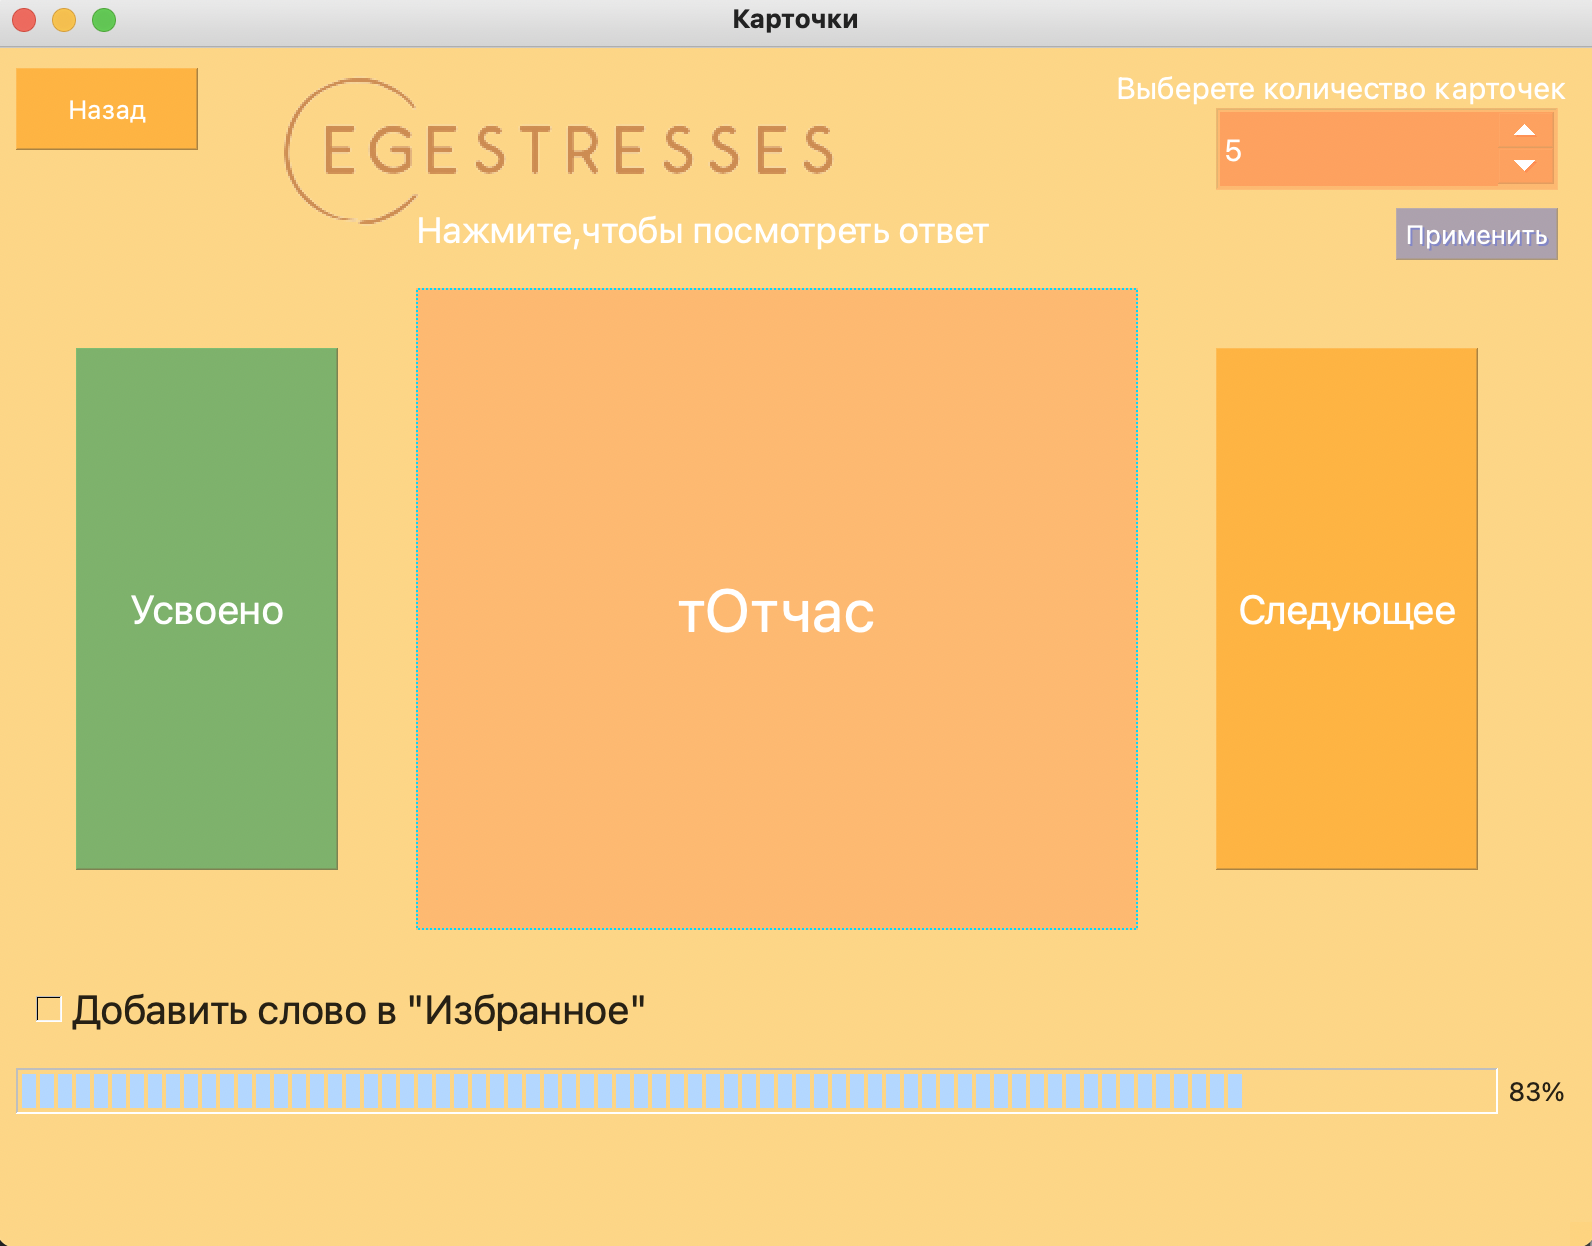 Карточки
Назад
EGESTRESSES
Выберете количество карточек
5
Нажмите,чтобы посмотреть ответ
Применить
Усвоено
тОтчас
Следующее
Добавить слово в "Избранное"
83%